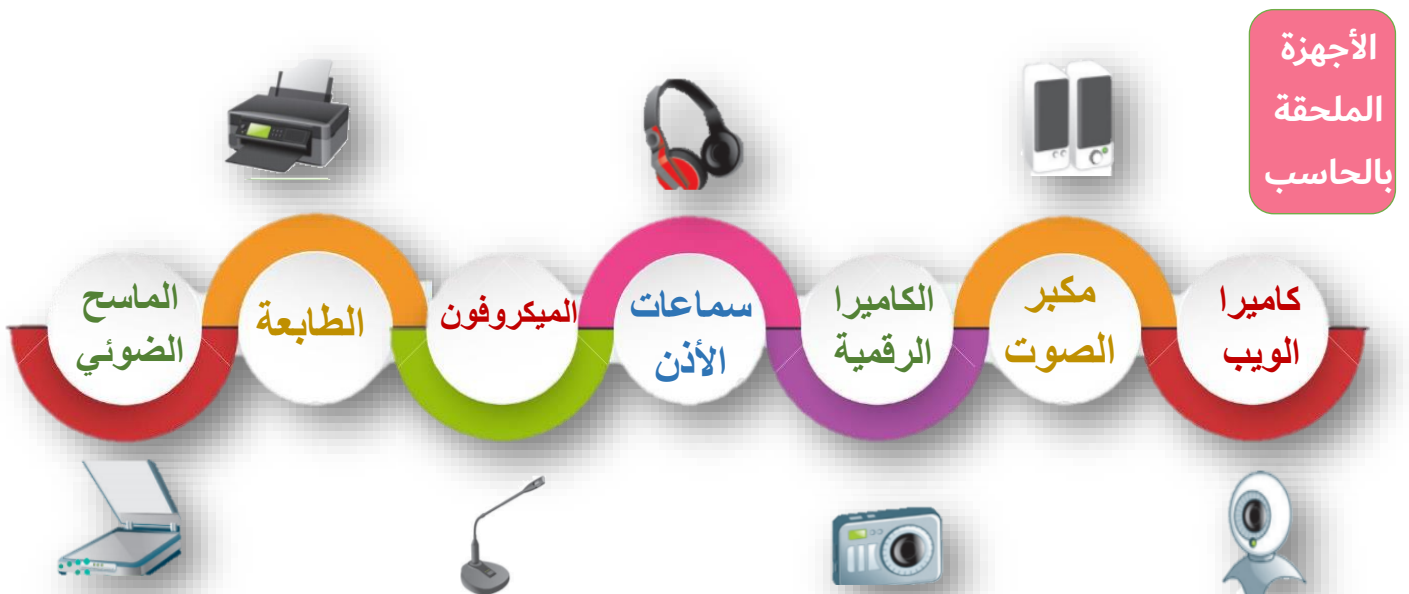 الأجهزة
الملحقة
بالحاسب
كاميرا
الويب
مكبر
الصوت
الكاميرا
الرقمية
سماعات
الأذن
الميكروفون
الطابعة
الماسح
الضوئي